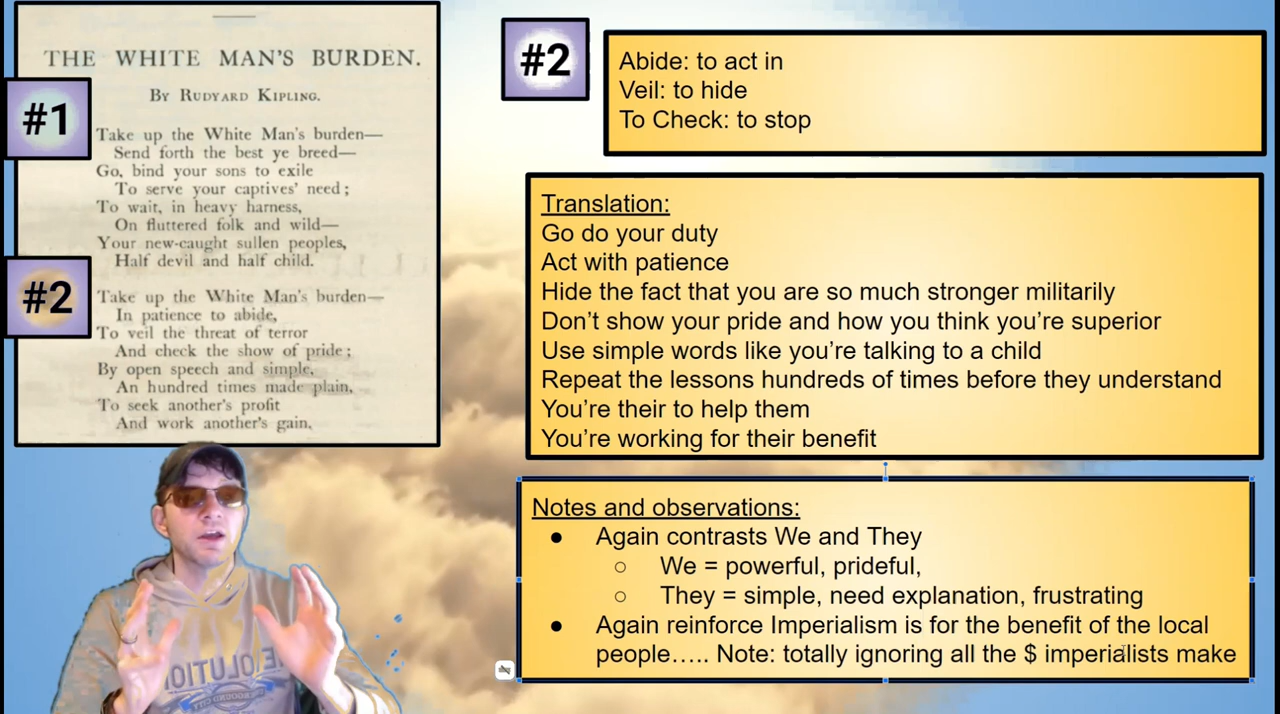 THE WHITE MAN'S BURDEN.
BY RUDYARD KIPLING.
#1
Take up the White Man's burden—
Send forth the best ye breed—
Go, bind your sons to exile
To serve your captives' need;
To wait, in heavy harness,
On fluttered folk and wild—
Your new-caught sullen peoples,
Half devil and half child.
#2
Take up the White Man's burden—
In patience to abide,
To veil the threat of terror
And check the show of pride;
By open speech and simple,
An hundred times made plain,
To seek another's profit
And work another's gain,
#2
Abide: to act in
Veil: to hide
To Check: to stop
Translation:
Go do your duty
Act with patience
Hide the fact that you are so much stronger militarily
Don't show your pride and how you think you're superior
Use simple words like you're talking to a child
Repeat the lessons hundreds of times before they understand
You're their to help them
You're working for their benefit
Notes and observations:
● Again contrasts We and They
○ We = powerful, prideful,
○ They = simple, need explanation, frustrating
● Again reinforce Imperialism is for the benefit of the local
people….. Note: totally ignoring all the $ imperialists make